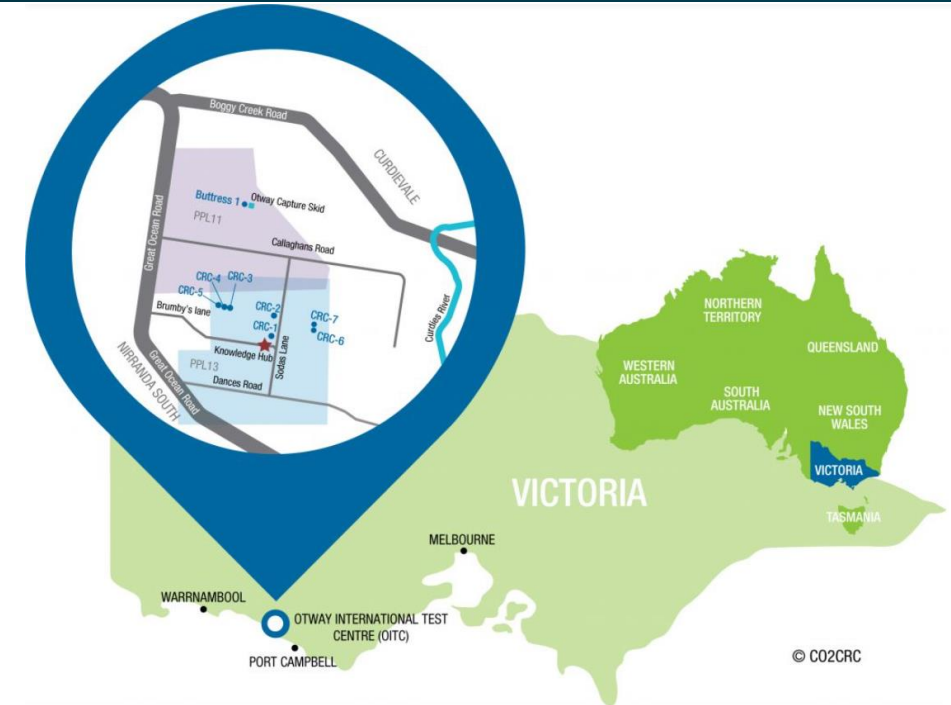 Boggy Creek Road
CURDIEVALE
Great Ocean Road
Buttress 1
Otway Capture Skid
PPL11
Callaghans Road
CRC-4
CRC-3
CRC-5
Brumby's lane
CRC-2
CRC-7
CRC-1
CRC-6
Knowledge Hub
Sodas Lane
Curdies River
PPL13
Dances Road
Great Ocean Road
NIRRANDA SOUTH
NORTHERN
TERRITORY
QUEENSLAND
WESTERN
AUSTRALIA
SOUTH
AUSTRALIA
NEW SOUTH
WALES
VICTORIA
TASMANIA
VICTORIA
MELBOURNE
WARRNAMBOOL
OTWAY INTERNATIONAL TEST
CENTRE (OITC)
PORT CAMPBELL
© CO2CRC